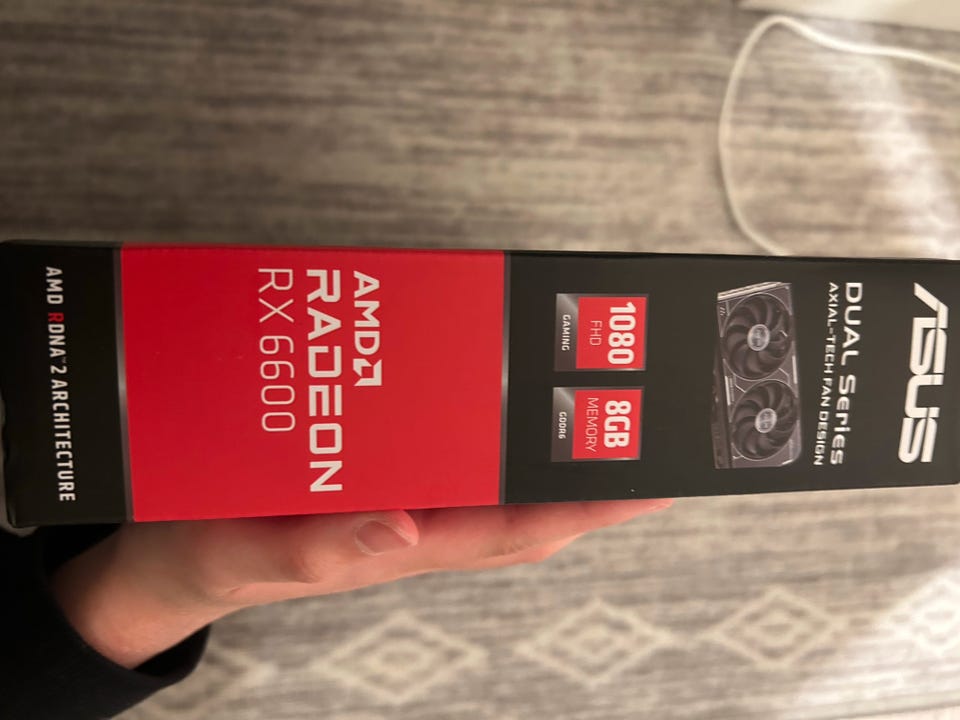 ASUS
DUAL Series
AXIAL-TECH FAN DESIGN
1080
FHD
GAMING
8GB
MEMORY
GDDR6
AMD
RADEON
RX 6600
AMD RDNA™ 2 ARCHITECTURE